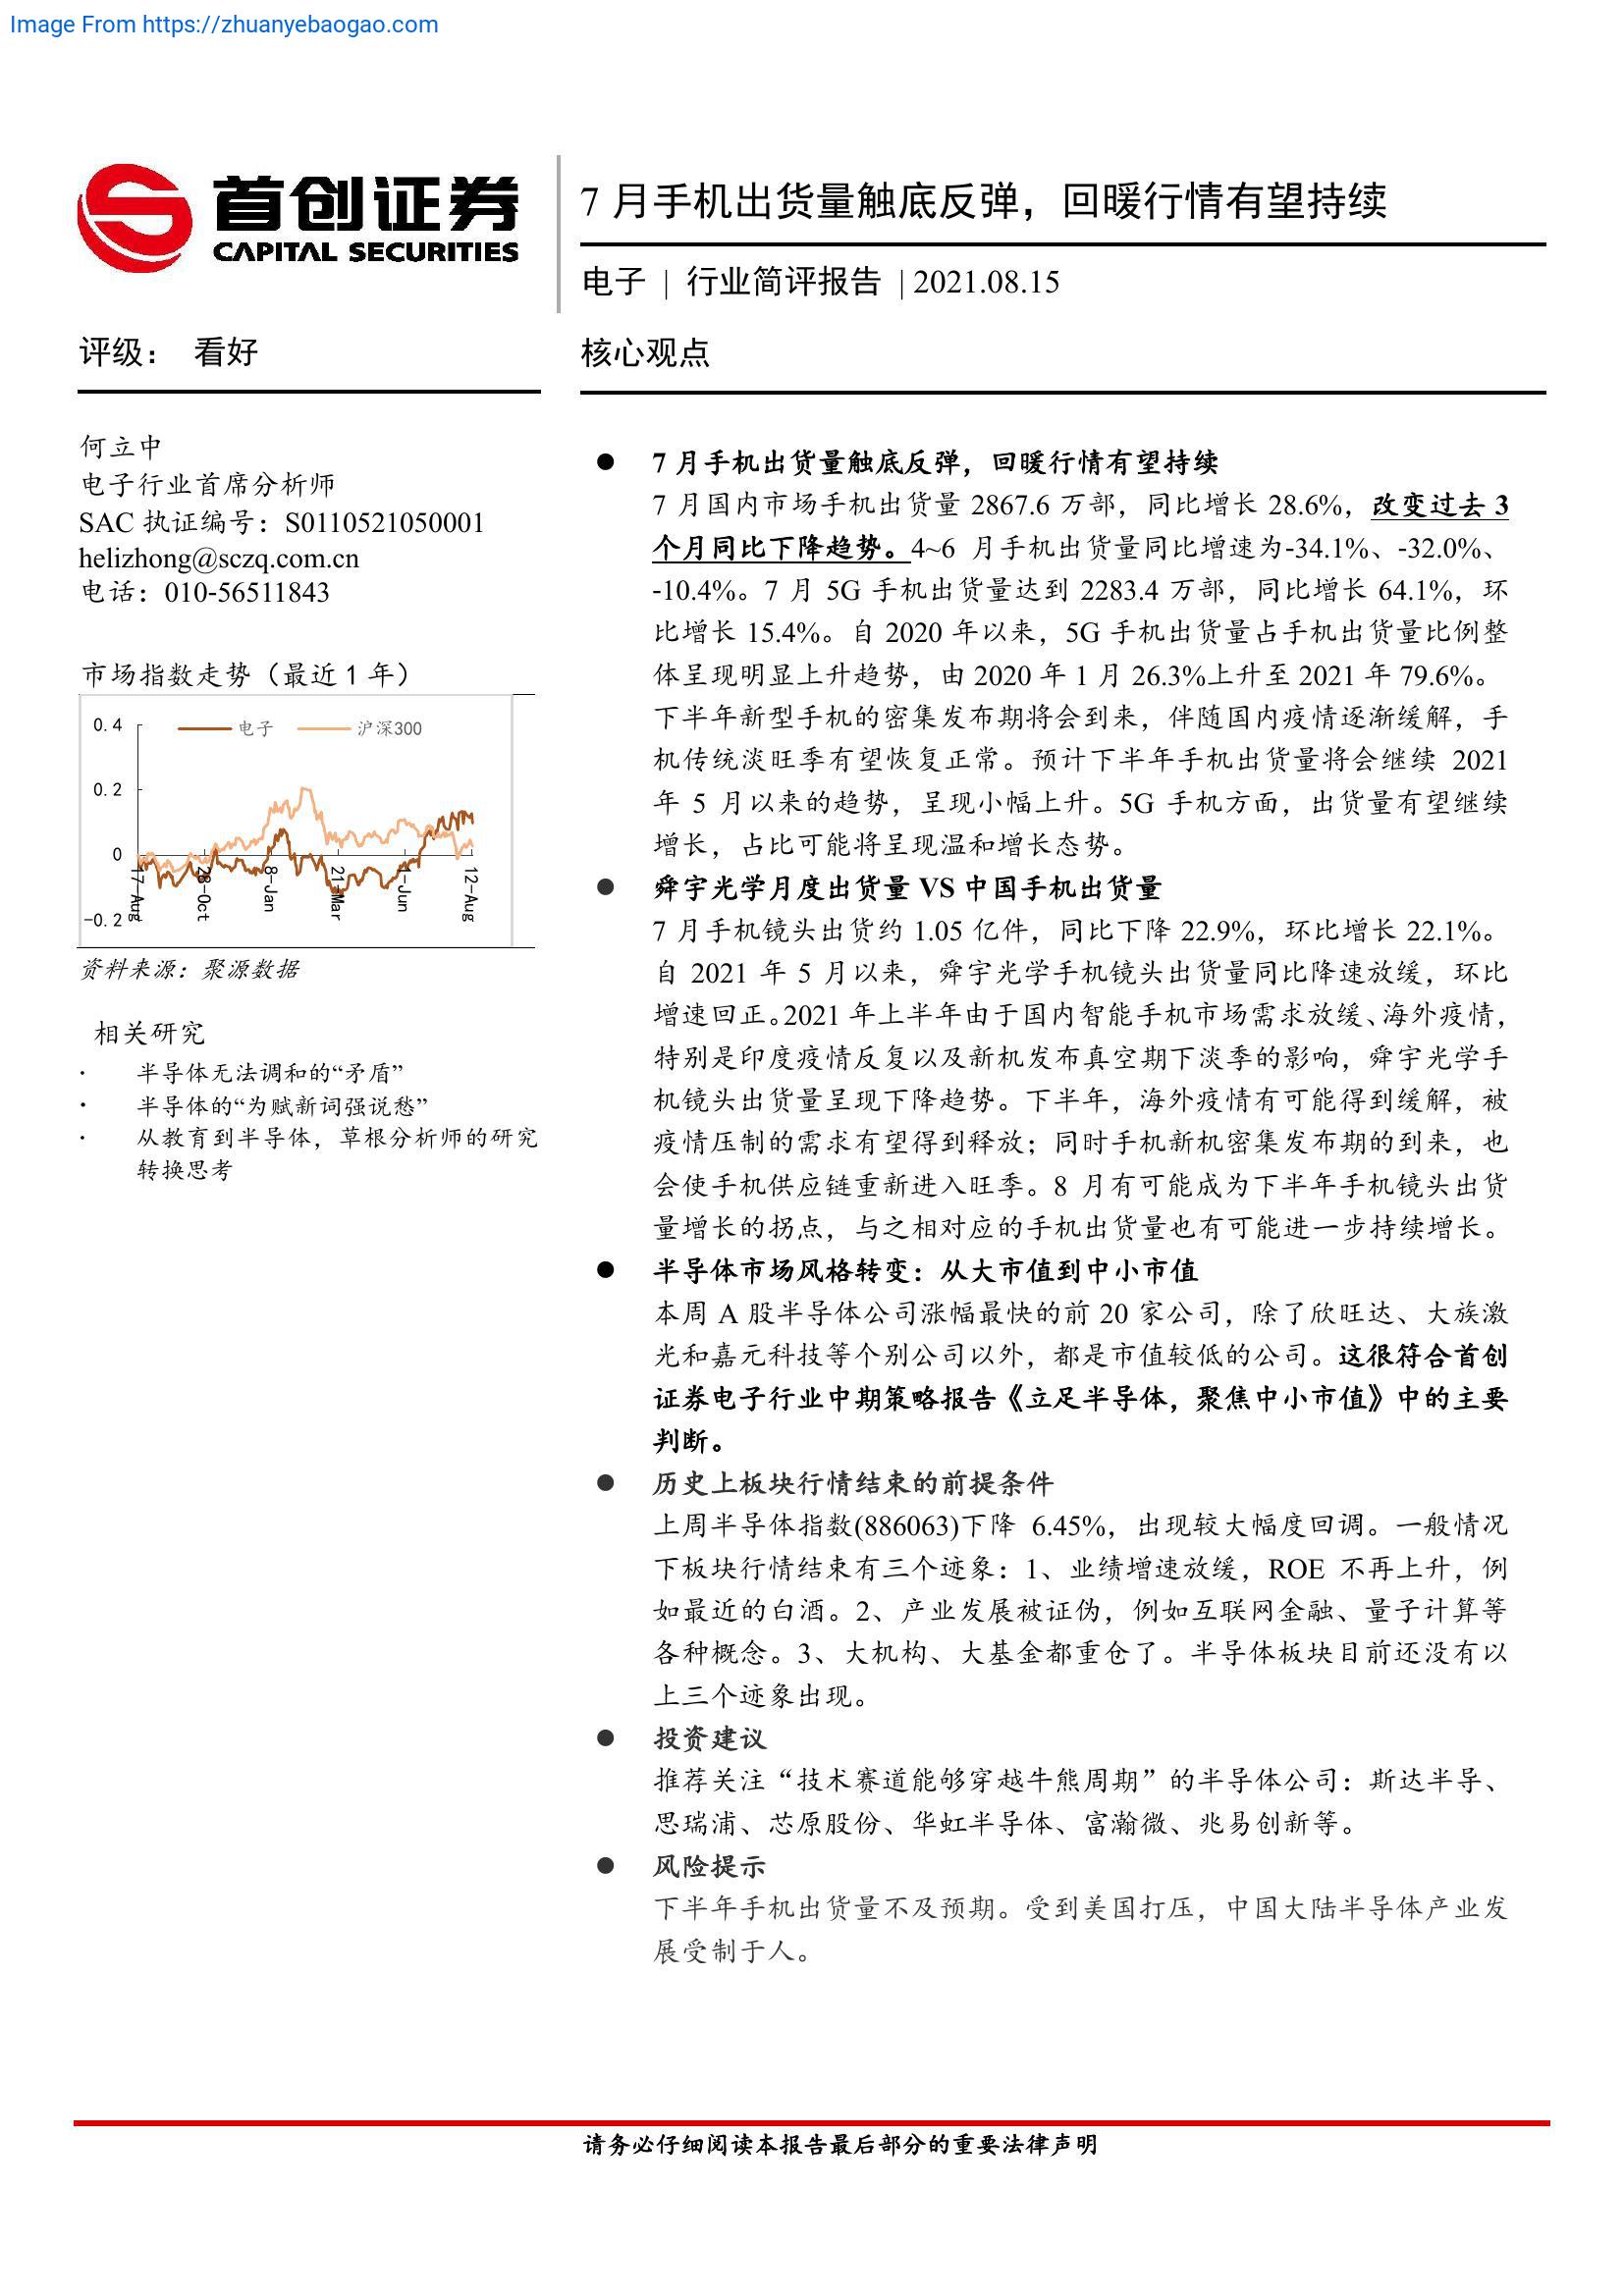 Image From https://zhuanyebaogao.com
首创证券
CAPITAL SECURITIES
7 月手机出货量触底反弹，回暖行情有望持续
电子 | 行业简评报告 | 2021.08.15
评级： 看好
何立中
电子行业首席分析师
SAC 执证编号：S0110521050001
helizhong@sczq.com.cn
电话：010-56511843
市场指数走势（最近 1 年）
电子 沪深300
0.4
0.2
0
-0.2
17-Aug
28-Oct
8-Jan
21-Mar
1-Jun
12-Aug
资料来源：聚源数据
相关研究
· 半导体无法调和的“矛盾”
· 半导体的“为赋新词强说愁”
· 从教育到半导体，草根分析师的研究
转换思考
核心观点
● 7 月手机出货量触底反弹，回暖行情有望持续
7 月国内市场手机出货量 2867.6 万部，同比增长 28.6%，改变过去 3
个月同比下降趋势。4~6 月手机出货量同比增速为-34.1%、-32.0%、
-10.4%。7 月 5G 手机出货量达到 2283.4 万部，同比增长 64.1%，环
比增长 15.4%。自 2020 年以来，5G 手机出货量占手机出货量比例整
体呈现明显上升趋势，由 2020 年 1 月 26.3%上升至 2021 年 79.6%。
下半年新型手机的密集发布期将会到来，伴随国内疫情逐渐缓解，手
机传统淡旺季有望恢复正常。预计下半年手机出货量将会继续 2021
年 5 月以来的趋势，呈现小幅上升。5G 手机方面，出货量有望继续
增长，占比可能将呈现温和增长态势。
● 舜宇光学月度出货量 VS 中国手机出货量
7 月手机镜头出货约 1.05 亿件，同比下降 22.9%，环比增长 22.1%。
自 2021 年 5 月以来，舜宇光学手机镜头出货量同比降速放缓，环比
增速回正。2021 年上半年由于国内智能手机市场需求放缓、海外疫情，
特别是印度疫情反复以及新机发布真空期下淡季的影响，舜宇光学手
机镜头出货量呈现下降趋势。下半年，海外疫情有可能得到缓解，被
疫情压制的需求有望得到释放；同时手机新机密集发布期的到来，也
会使手机供应链重新进入旺季。8 月有可能成为下半年手机镜头出货
量增长的拐点，与之相对应的手机出货量也有可能进一步持续增长。
● 半导体市场风格转变：从大市值到中小市值
本周 A 股半导体公司涨幅最快的前 20 家公司，除了欣旺达、大族激
光和嘉元科技等个别公司以外，都是市值较低的公司。这很符合首创
证券电子行业中期策略报告《立足半导体，聚焦中小市值》中的主要
判断。
● 历史上板块行情结束的前提条件
上周半导体指数(886063)下降 6.45%，出现较大幅度回调。一般情况
下板块行情结束有三个迹象：1、业绩增速放缓，ROE 不再上升，例
如最近的白酒。2、产业发展被证伪，例如互联网金融、量子计算等
各种概念。3、大机构、大基金都重仓了。半导体板块目前还没有以
上三个迹象出现。
● 投资建议
推荐关注“技术赛道能够穿越牛熊周期”的半导体公司：斯达半导、
思瑞浦、芯原股份、华虹半导体、富瀚微、兆易创新等。
● 风险提示
下半年手机出货量不及预期。受到美国打压，中国大陆半导体产业发
展受制于人。
请务必仔细阅读本报告最后部分的重要法律声明